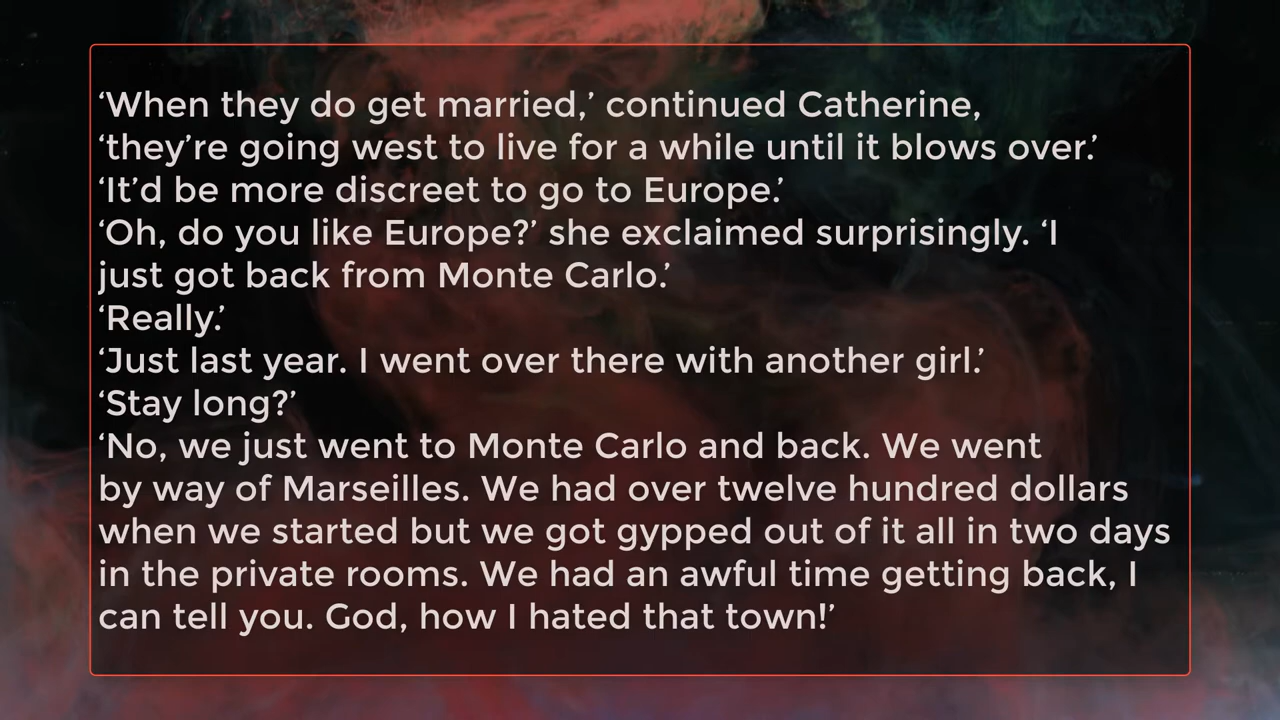 ‘When they do get married,’ continued Catherine,
‘they’re going west to live for a while until it blows over.’
‘It’d be more discreet to go to Europe.’
‘Oh, do you like Europe?’ she exclaimed surprisingly. ‘I
just got back from Monte Carlo.’
‘Really.’
‘Just last year. I went over there with another girl.’
‘Stay long?’
‘No, we just went to Monte Carlo and back. We went
by way of Marseilles. We had over twelve hundred dollars
when we started but we got gypped out of it all in two days
in the private rooms. We had an awful time getting back, I
can tell you. God, how I hated that town!’